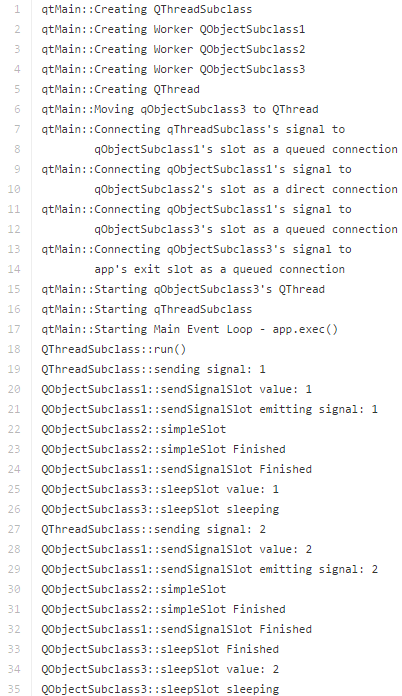 1 qtMain::Creating QThreadSubclass
2 qtMain::Creating Worker QObjectSubclass1
3 qtMain::Creating Worker QObjectSubclass2
4 qtMain::Creating Worker QObjectSubclass3
5 qtMain::Creating QThread
6 qtMain::Moving qObjectSubclass3 to QThread
7 qtMain::Connecting qThreadSubclass's signal to
8         qObjectSubclass1's slot as a queued connection
9 qtMain::Connecting qObjectSubclass1's signal to
10         qObjectSubclass2's slot as a direct connection
11 qtMain::Connecting qObjectSubclass1's signal to
12         qObjectSubclass3's slot as a queued connection
13 qtMain::Connecting qObjectSubclass3's signal to
14         app's exit slot as a queued connection
15 qtMain::Starting qObjectSubclass3's QThread
16 qtMain::Starting qThreadSubclass
17 qtMain::Starting Main Event Loop - app.exec()
18 QThreadSubclass::run()
19 QThreadSubclass::sending signal: 1
20 QObjectSubclass1::sendSignalSlot value: 1
21 QObjectSubclass1::sendSignalSlot emitting signal: 1
22 QObjectSubclass2::simpleSlot
23 QObjectSubclass2::simpleSlot Finished
24 QObjectSubclass1::sendSignalSlot Finished
25 QObjectSubclass3::sleepSlot value: 1
26 QObjectSubclass3::sleepSlot sleeping
27 QThreadSubclass::sending signal: 2
28 QObjectSubclass1::sendSignalSlot value: 2
29 QObjectSubclass1::sendSignalSlot emitting signal: 2
30 QObjectSubclass2::simpleSlot
31 QObjectSubclass2::simpleSlot Finished
32 QObjectSubclass1::sendSignalSlot Finished
33 QObjectSubclass3::sleepSlot Finished
34 QObjectSubclass3::sleepSlot value: 2
35 QObjectSubclass3::sleepSlot sleeping